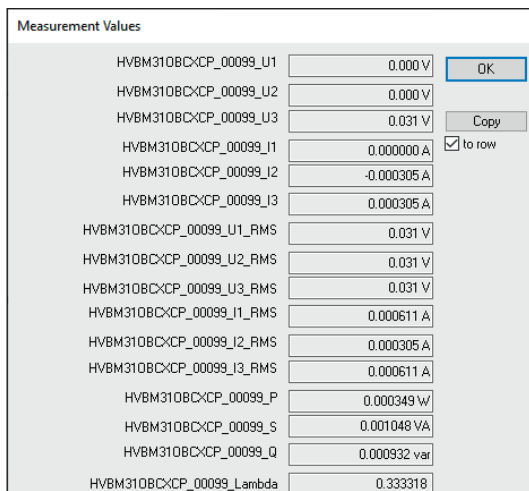 Measurement Values
HVBM31OBCXCP_00099_U1 0.000 V OK
HVBM31OBCXCP_00099_U2 0.000 V
HVBM31OBCXCP_00099_U3 0.031 V Copy
HVBM31OBCXCP_00099_I1 0.000000 A to row
HVBM31OBCXCP_00099_I2 -0.000305 A
HVBM31OBCXCP_00099_I3 0.000305 A
HVBM31OBCXCP_00099_U1_RMS 0.031 V
HVBM31OBCXCP_00099_U2_RMS 0.031 V
HVBM31OBCXCP_00099_U3_RMS 0.031 V
HVBM31OBCXCP_00099_I1_RMS 0.000611 A
HVBM31OBCXCP_00099_I2_RMS 0.000305 A
HVBM31OBCXCP_00099_I3_RMS 0.000611 A
HVBM31OBCXCP_00099_P 0.000349 W
HVBM31OBCXCP_00099_S 0.001048 VA
HVBM31OBCXCP_00099_Q 0.000932 var
HVBM31OBCXCP_00099_Lambda 0.333318